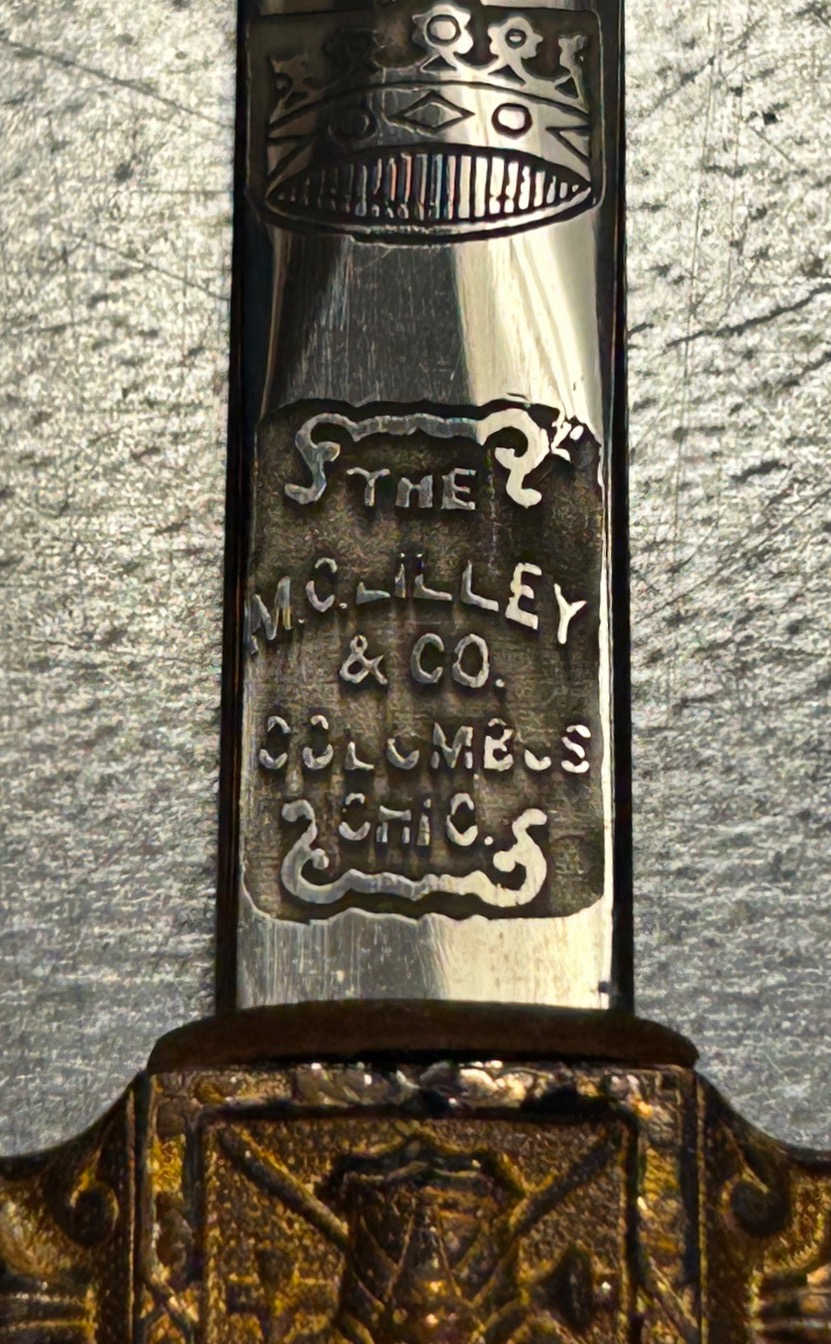 THE
M.C. LILLEY
& CO.
COLUMBUS
OHIO.